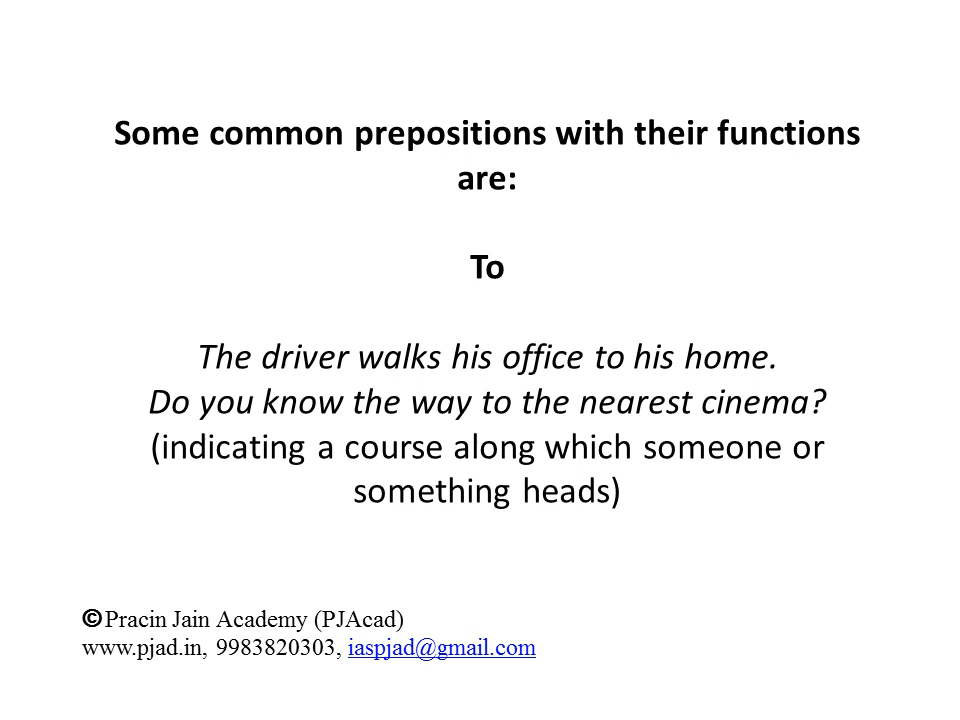 Some common prepositions with their functions
are:
To
The driver walks his office to his home.
Do you know the way to the nearest cinema?
(indicating a course along which someone or
something heads)
©Pracin Jain Academy (PJAcad)
www.pjad.in, 9983820303, iaspjad@gmail.com